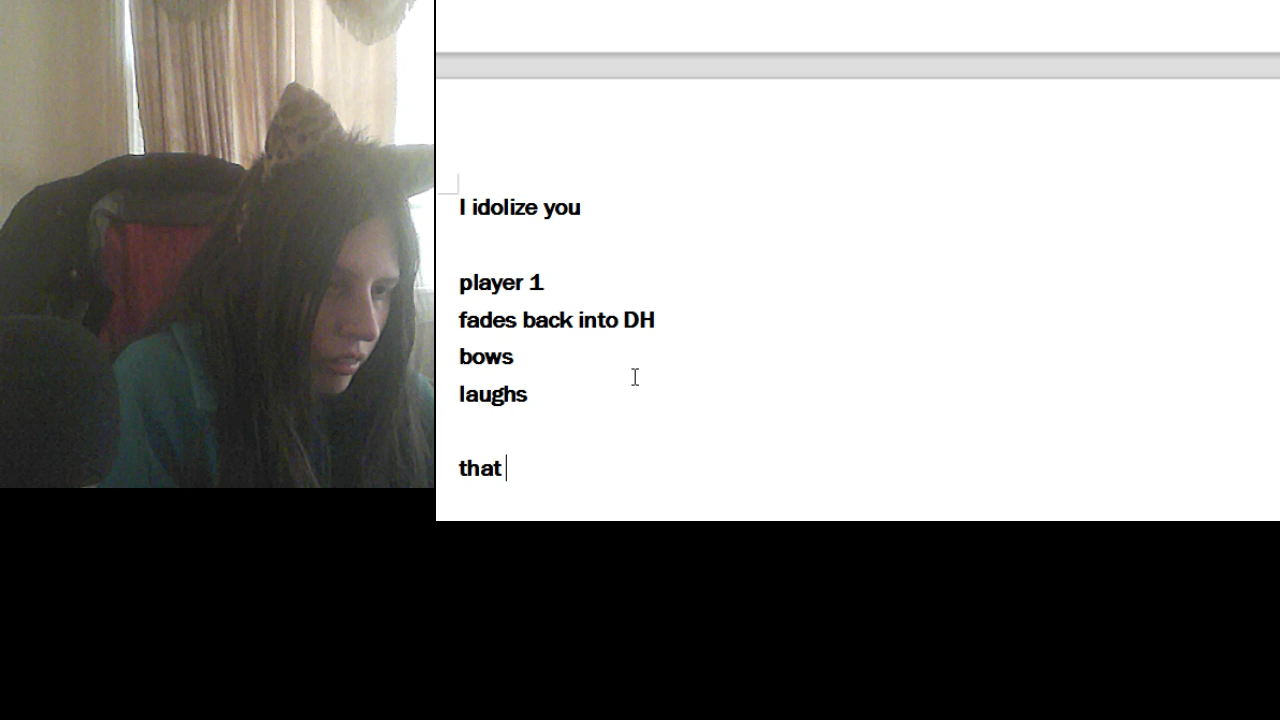 I idolize you
player 1
fades back into DH
bows
laughs
that